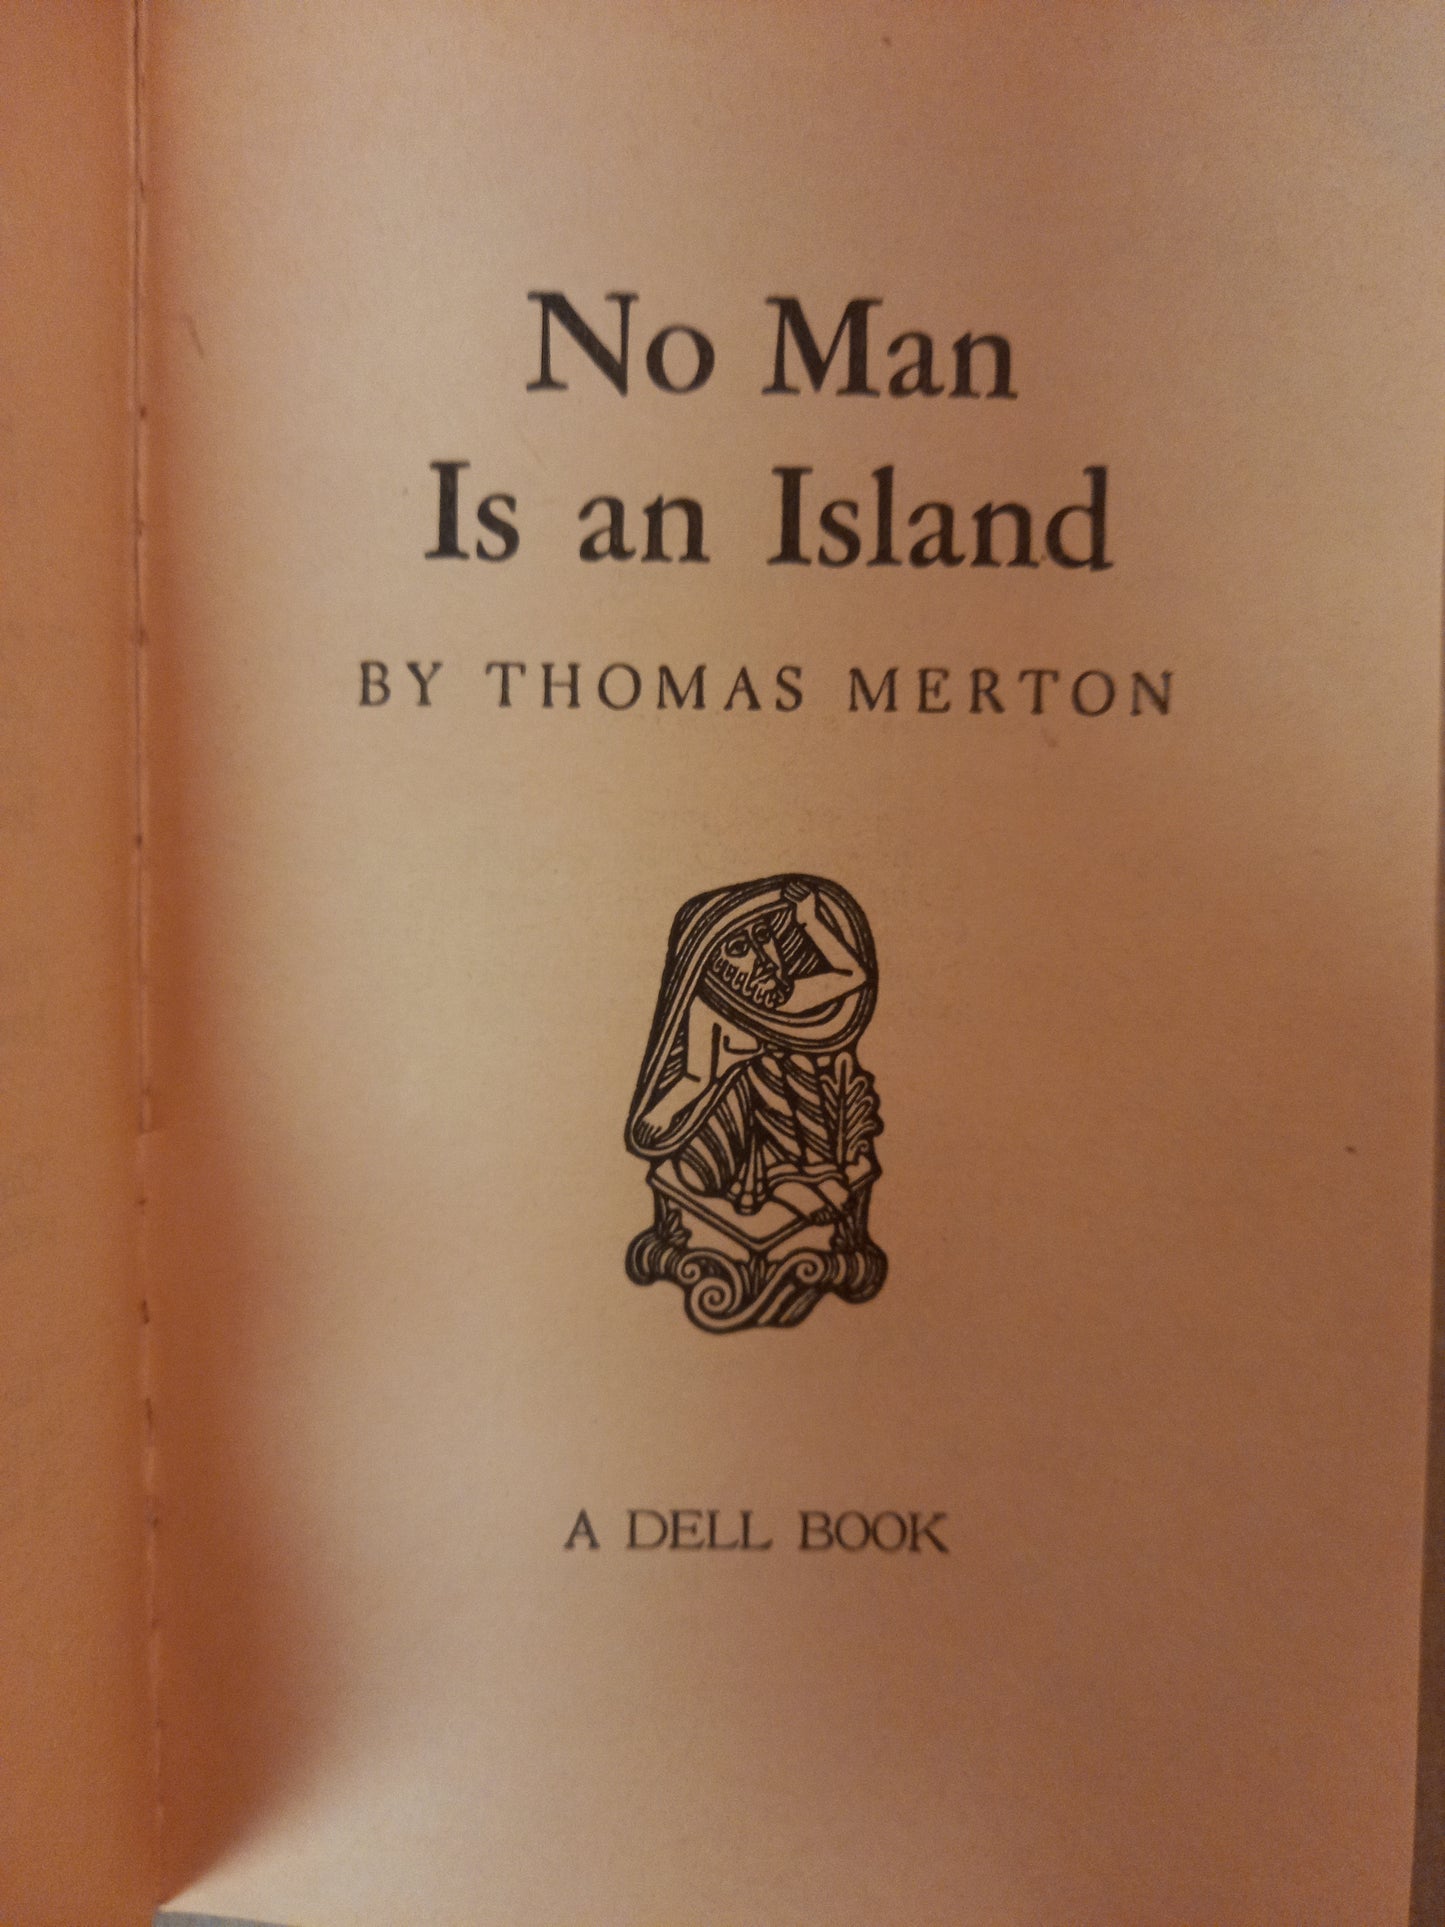 No Man
Is an Island
BY THOMAS MERTON
A DELL BOOK